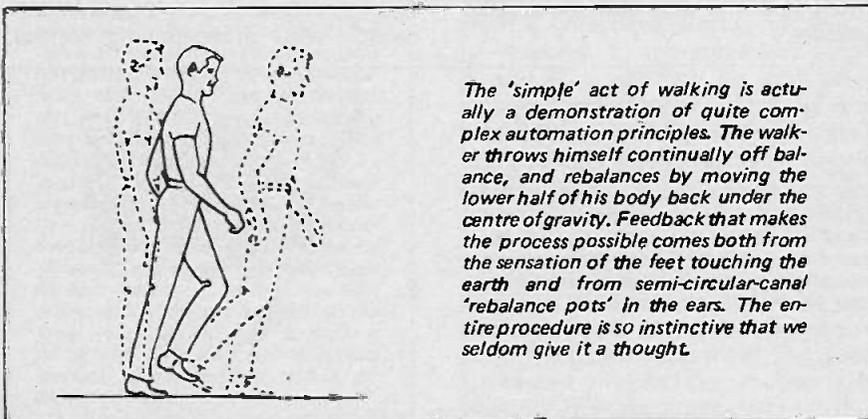 The 'simple' act of walking is actu-
ally a demonstration of quite com-
plex automation principles. The walk-
er throws himself continually off bal-
ance, and rebalances by moving the
lower half of his body back under the
centre of gravity. Feedback that makes
the process possible comes both from
the sensation of the feet touching the
earth and from semi-circular-canal
'rebalance pots' in the ears. The en-
tire procedure is so instinctive that we
seldom give it a thought.